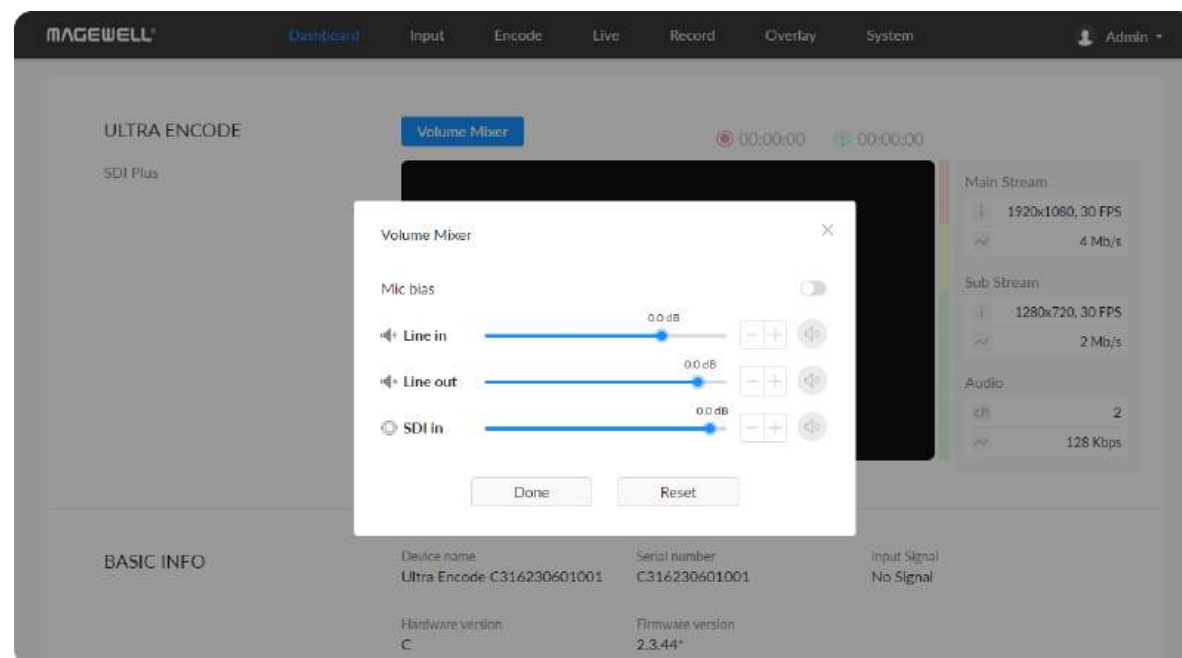 MAGEWELL
Dashboard Input Encode Live Record Overlay System Admin
ULTRA ENCODE
Volume Mixer
00:00:00 00:00:00
SDI Plus
Main Stream
1920x1080, 30 FPS
4 Mb/s
Sub Stream
1280x720, 30 FPS
2 Mb/s
Audio
ch 2
128 Kbps
Volume Mixer
Mic bias
Line in 0.0 dB
Line out 0.0 dB
SDI in 0.0 dB
Done Reset
BASIC INFO
Device name Serial number Input Signal
Ultra Encode C316230601001 C316230601001 No Signal
Hardware version Firmware version
C 2.3.44*